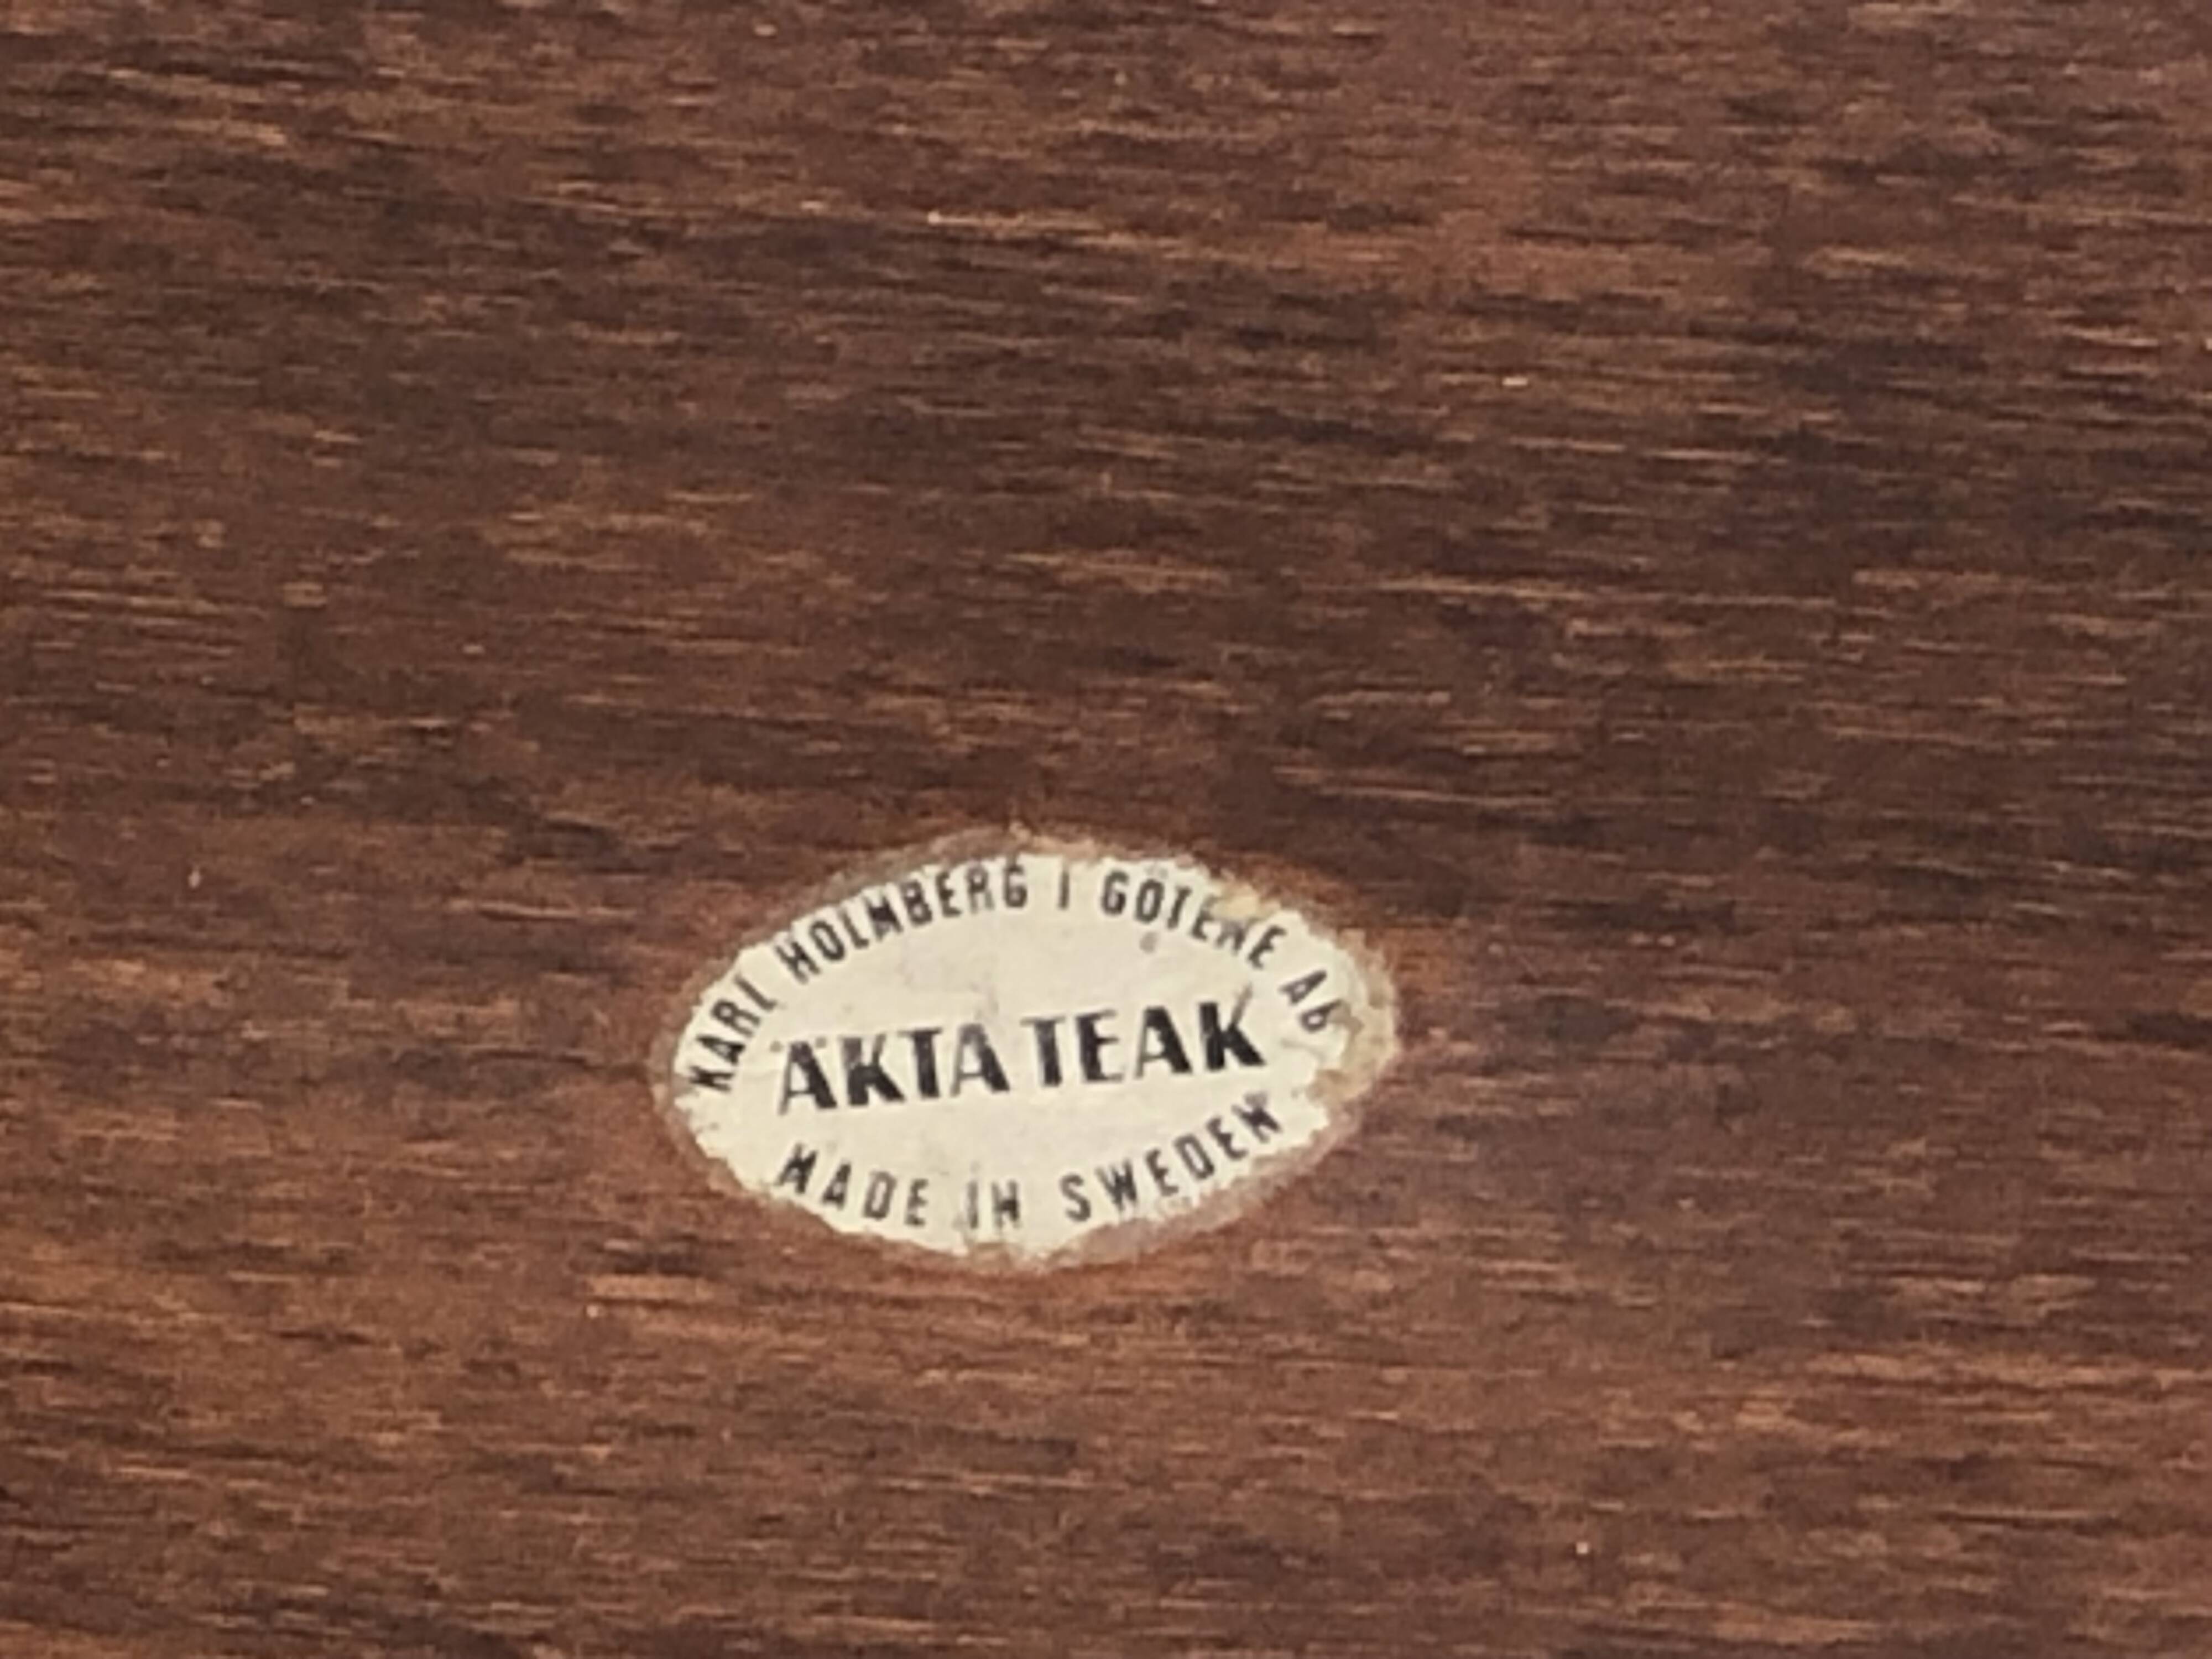 KARL HOLMBERG I GÖTENE AB
ÄKTA TEAK
MADE IN SWEDEN